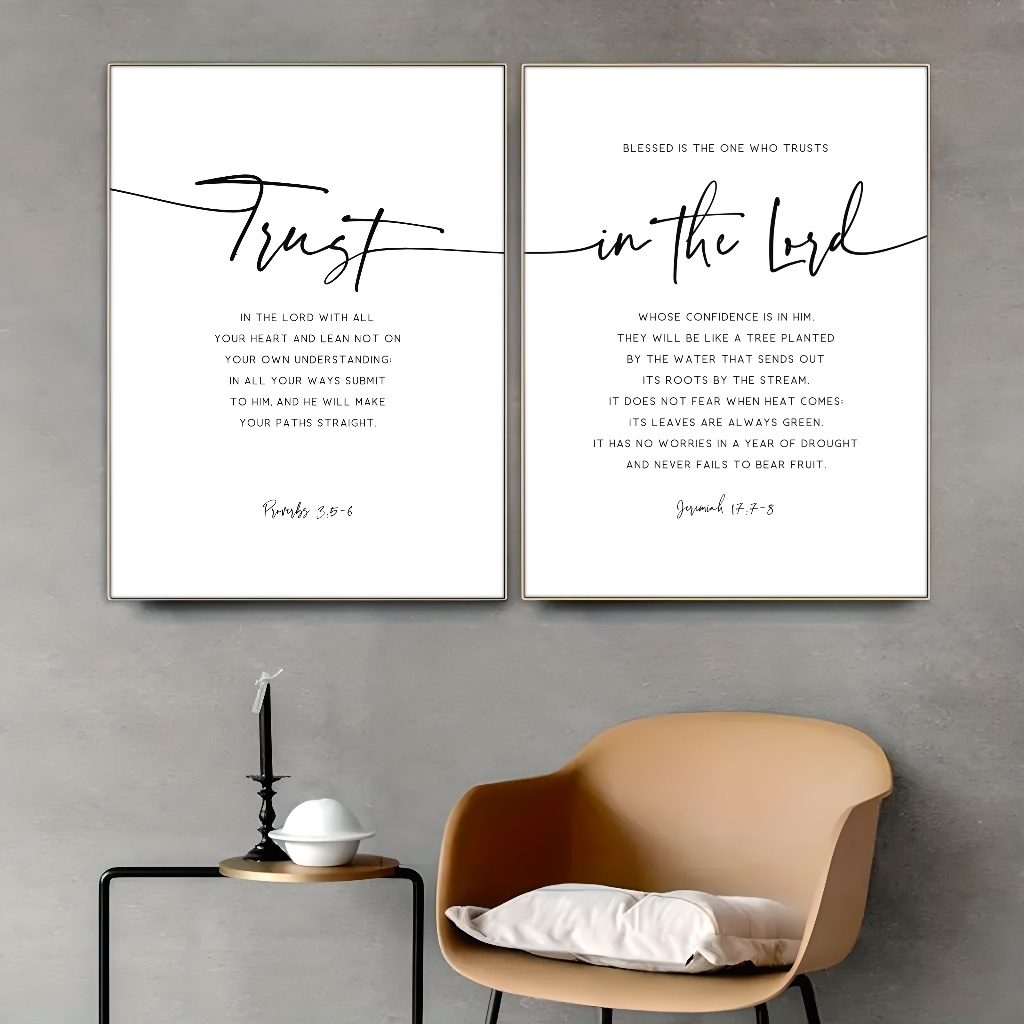 Trust
IN THE LORD WITH ALL
YOUR HEART AND LEAN NOT ON
YOUR OWN UNDERSTANDING;
IN ALL YOUR WAYS SUBMIT
TO HIM, AND HE WILL MAKE
YOUR PATHS STRAIGHT.
Proverbs 3:5-6
BLESSED IS THE ONE WHO TRUSTS
in the Lord
WHOSE CONFIDENCE IS IN HIM.
THEY WILL BE LIKE A TREE PLANTED
BY THE WATER THAT SENDS OUT
ITS ROOTS BY THE STREAM.
IT DOES NOT FEAR WHEN HEAT COMES;
ITS LEAVES ARE ALWAYS GREEN.
IT HAS NO WORRIES IN A YEAR OF DROUGHT
AND NEVER FAILS TO BEAR FRUIT.
Jeremiah 17:7-8